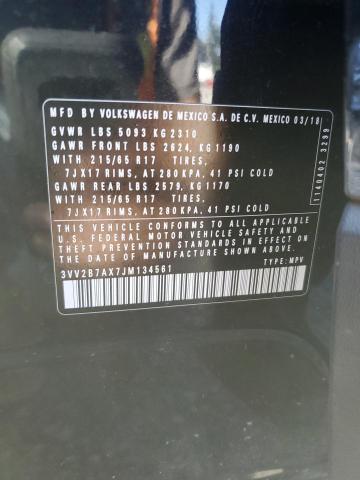 MFD BY VOLKSWAGEN DE MEXICO S.A. DE C.V. MEXICO 03/18
GVWR LBS 5093 KG 2310
GAWR FRONT LBS 2624, KG 1190
WITH 215/65 R17 TIRES,
7JX17 RIMS, AT 280 KPA, 41 PSI COLD
GAWR REAR LBS 2579, KG 1170
WITH 215/65 R17 TIRES,
7JX17 RIMS, AT 280 KPA, 41 PSI COLD
THIS VEHICLE CONFORMS TO ALL APPLICABLE
U.S. FEDERAL MOTOR VEHICLE SAFETY AND
THEFT PREVENTION STANDARDS IN EFFECT ON
THE DATE OF MANUFACTURE SHOWN ABOVE.
3VV2B7AX7JM134561
TYPE: MPV
1140402 3299